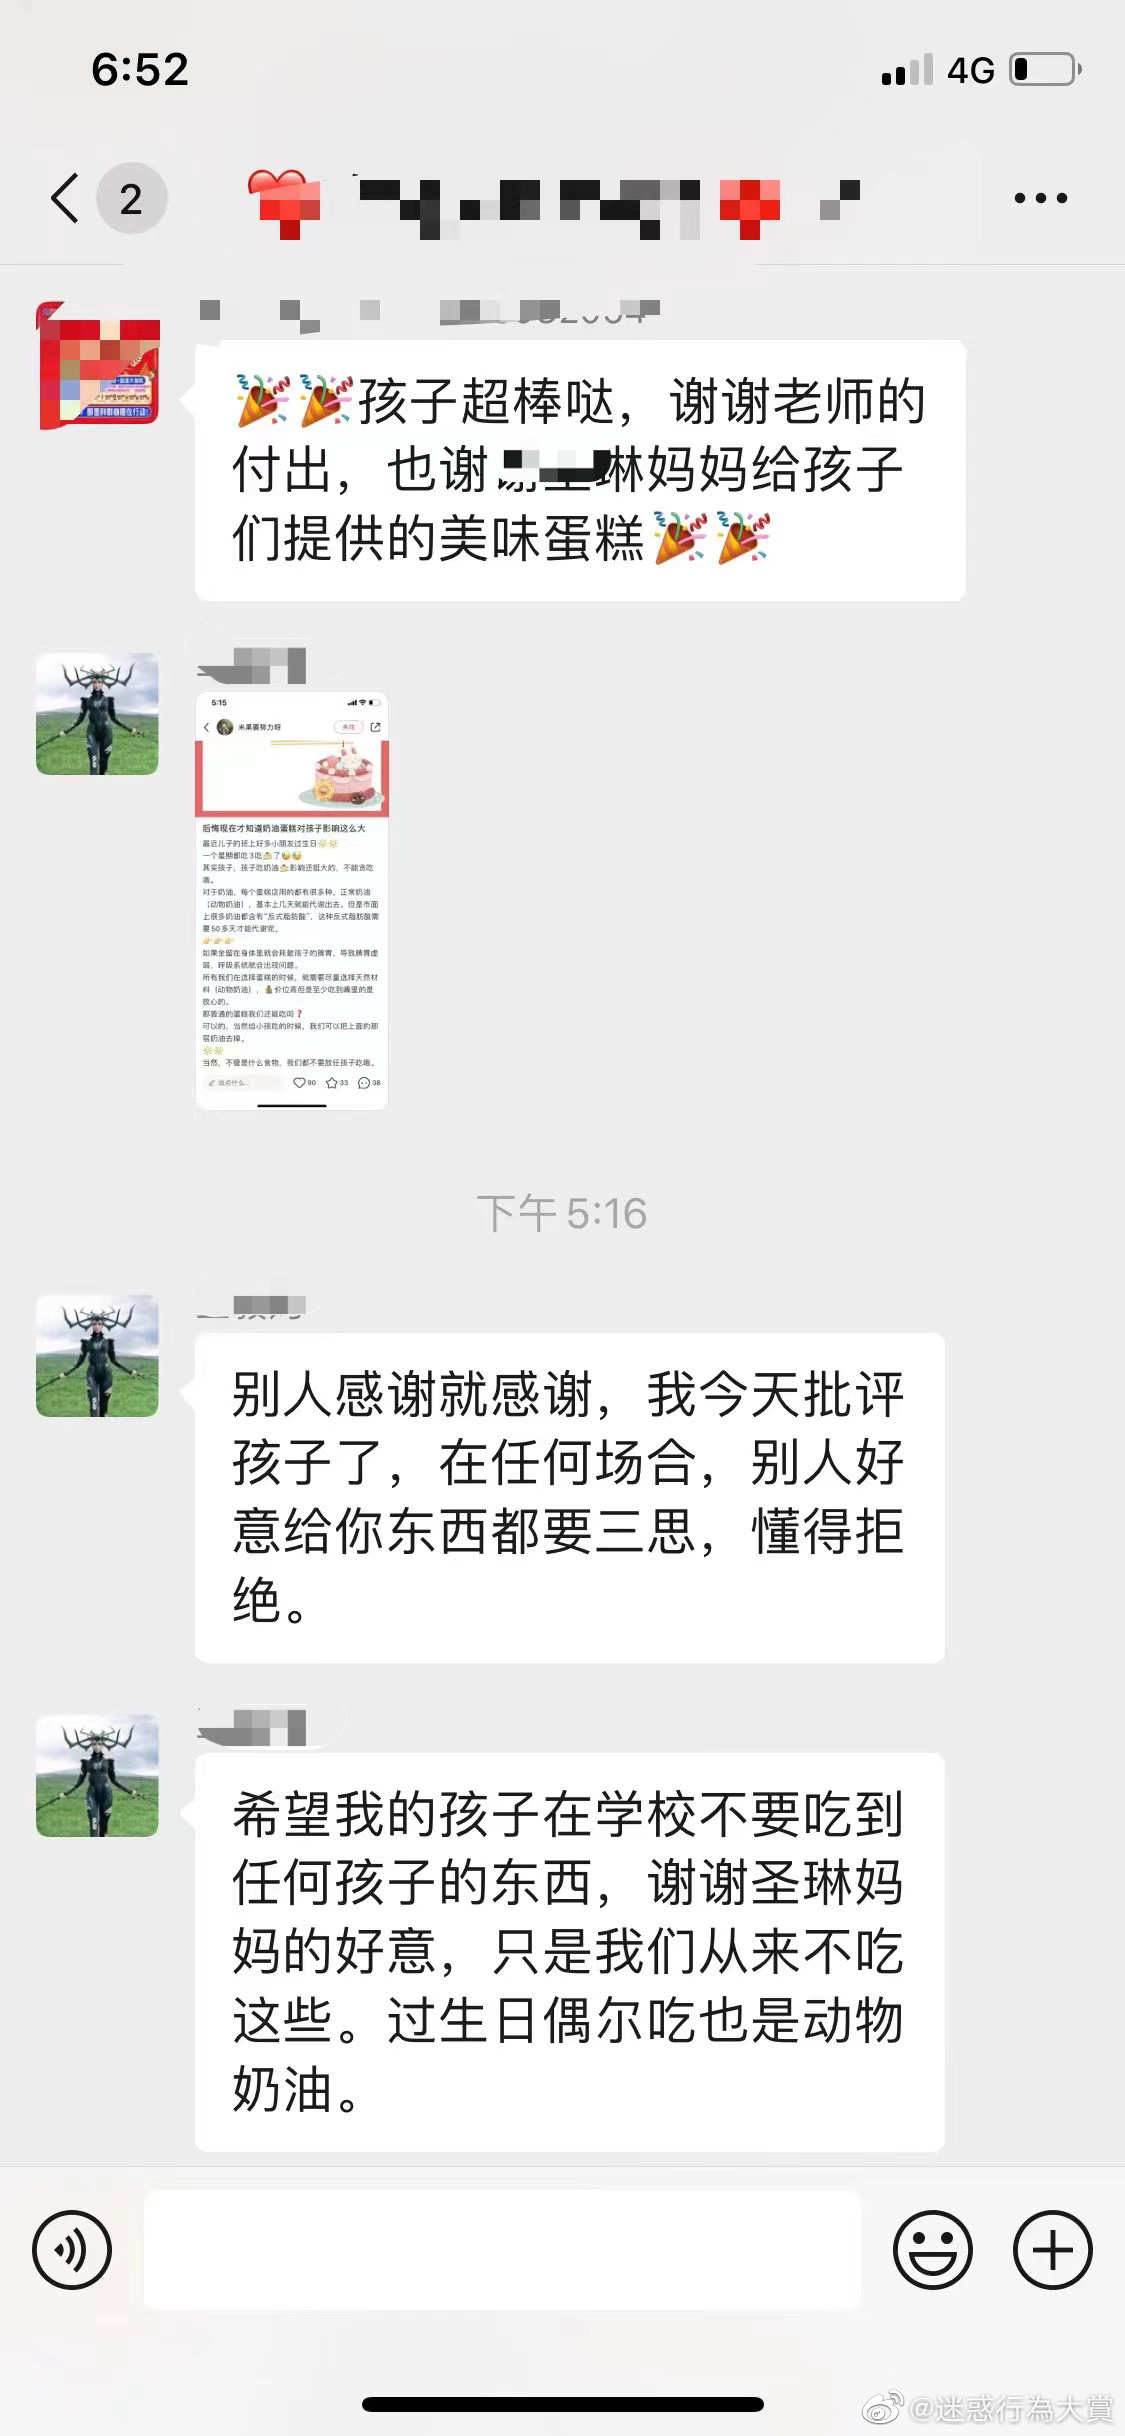 6:52
4G
2
🎉🎉孩子超棒哒，谢谢老师的
付出，也谢
琳妈妈给孩子
们提供的美味蛋糕🎉🎉
5:15
米果要努力呀
关注
后悔现在才知道奶油蛋糕对孩子影响这么大
最近儿子的班上好多小朋友过生日
一个星期都吃3吃🍰了
其实孩子，孩子吃奶油🍰影响还挺大的，不能贪吃
哦。
对于奶油，每个蛋糕店用的都有很多种，正常奶油
（动物奶油），基本上几天就能代谢出去。但是市面
上很多奶油都含有“反式脂肪酸”，这种反式脂肪酸需
要50多天才能代谢完。
👉👉👉
如果全留在身体里就会耗散孩子的脾胃，导致脾胃虚
弱，呼吸系统就会出现问题。
所有我们在选择蛋糕的时候，就需要尽量选择天然材
料（动物奶油），💰价位高但是至少吃到嘴里的是
放心的。
那普通的蛋糕我们还能吃吗❓
可以的，当然给小孩吃的时候，我们可以把上面的那
层奶油去掉。
当然，不管是什么食物，我们都不要放任孩子吃哦。
说点什么...
90
33
38
下午 5:16
别人感谢就感谢，我今天批评
孩子了，在任何场合，别人好
意给你东西都要三思，懂得拒
绝。
希望我的孩子在学校不要吃到
任何孩子的东西，谢谢圣琳妈
妈的好意，只是我们从来不吃
这些。过生日偶尔吃也是动物
奶油。
@迷惑行為大賞